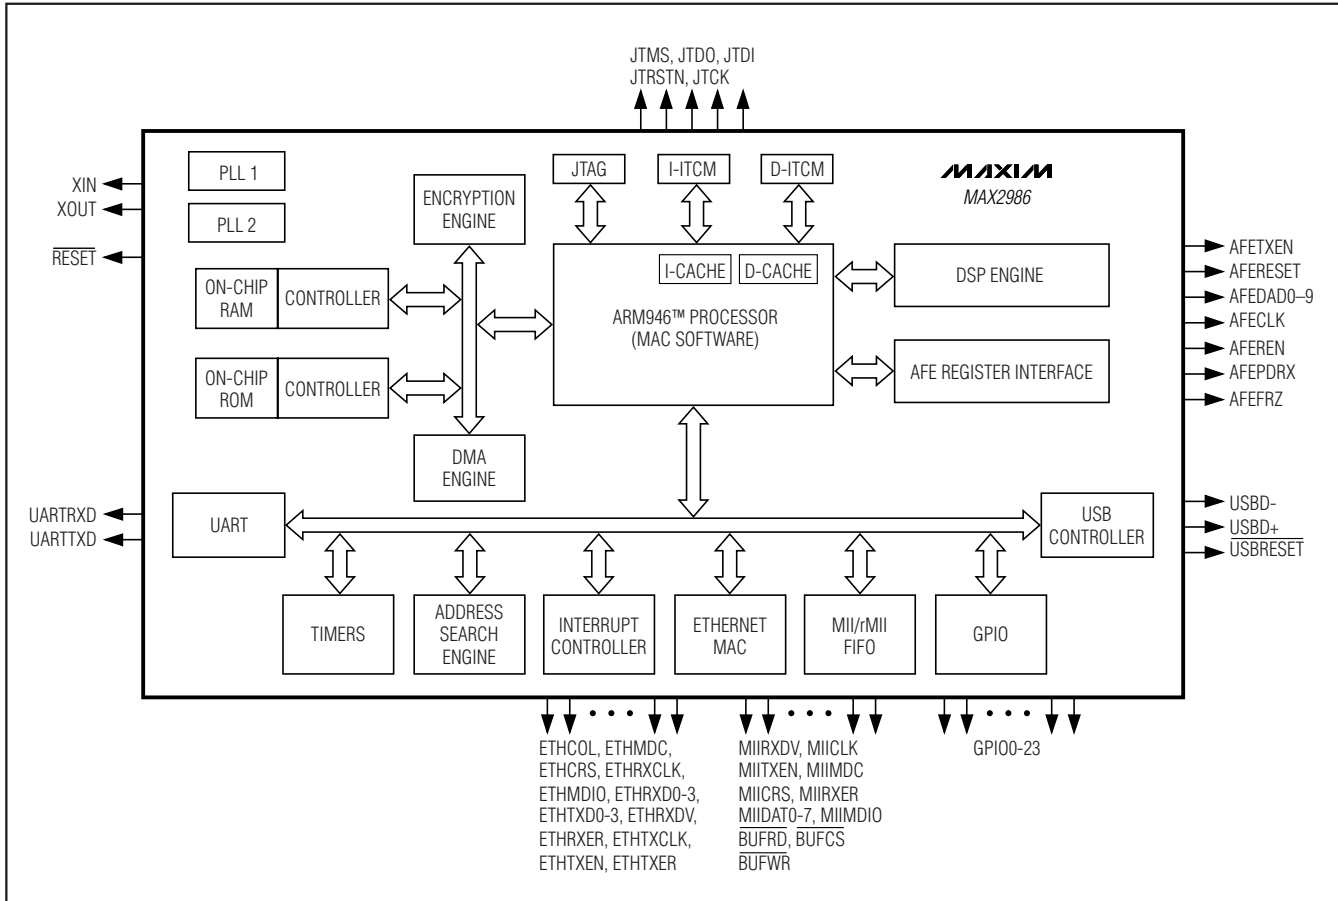 JTMS, JTDO, JTDI
JTRSTN, JTCK
XIN
XOUT
RESET
UARTRXD
UARTTXD
PLL 1
PLL 2
ENCRYPTION
ENGINE
JTAG
I-ITCM
D-ITCM
MAXIM
MAX2986
ON-CHIP
RAM
CONTROLLER
ON-CHIP
ROM
CONTROLLER
I-CACHE
D-CACHE
ARM946™ PROCESSOR
(MAC SOFTWARE)
DSP ENGINE
AFE REGISTER INTERFACE
DMA
ENGINE
UART
USB
CONTROLLER
TIMERS
ADDRESS
SEARCH
ENGINE
INTERRUPT
CONTROLLER
ETHERNET
MAC
MII/rMII
FIFO
GPIO
AFETXEN
AFERESET
AFEDAD0–9
AFECLK
AFEREN
AFEPDRX
AFEFRZ
USBD-
USBD+
USBRESET
ETHCOL, ETHMDC,
ETHCRS, ETHRXCLK,
ETHMDIO, ETHRXD0-3,
ETHTXD0-3, ETHRXDV,
ETHRXER, ETHTXCLK,
ETHTXEN, ETHTXER
MIIRXDV, MIICLK
MIITXEN, MIIMDC
MIICRS, MIIRXER
MIIDAT0-7, MIIMDIO
BUFRD, BUFCS
BUFWR
GPIO0-23